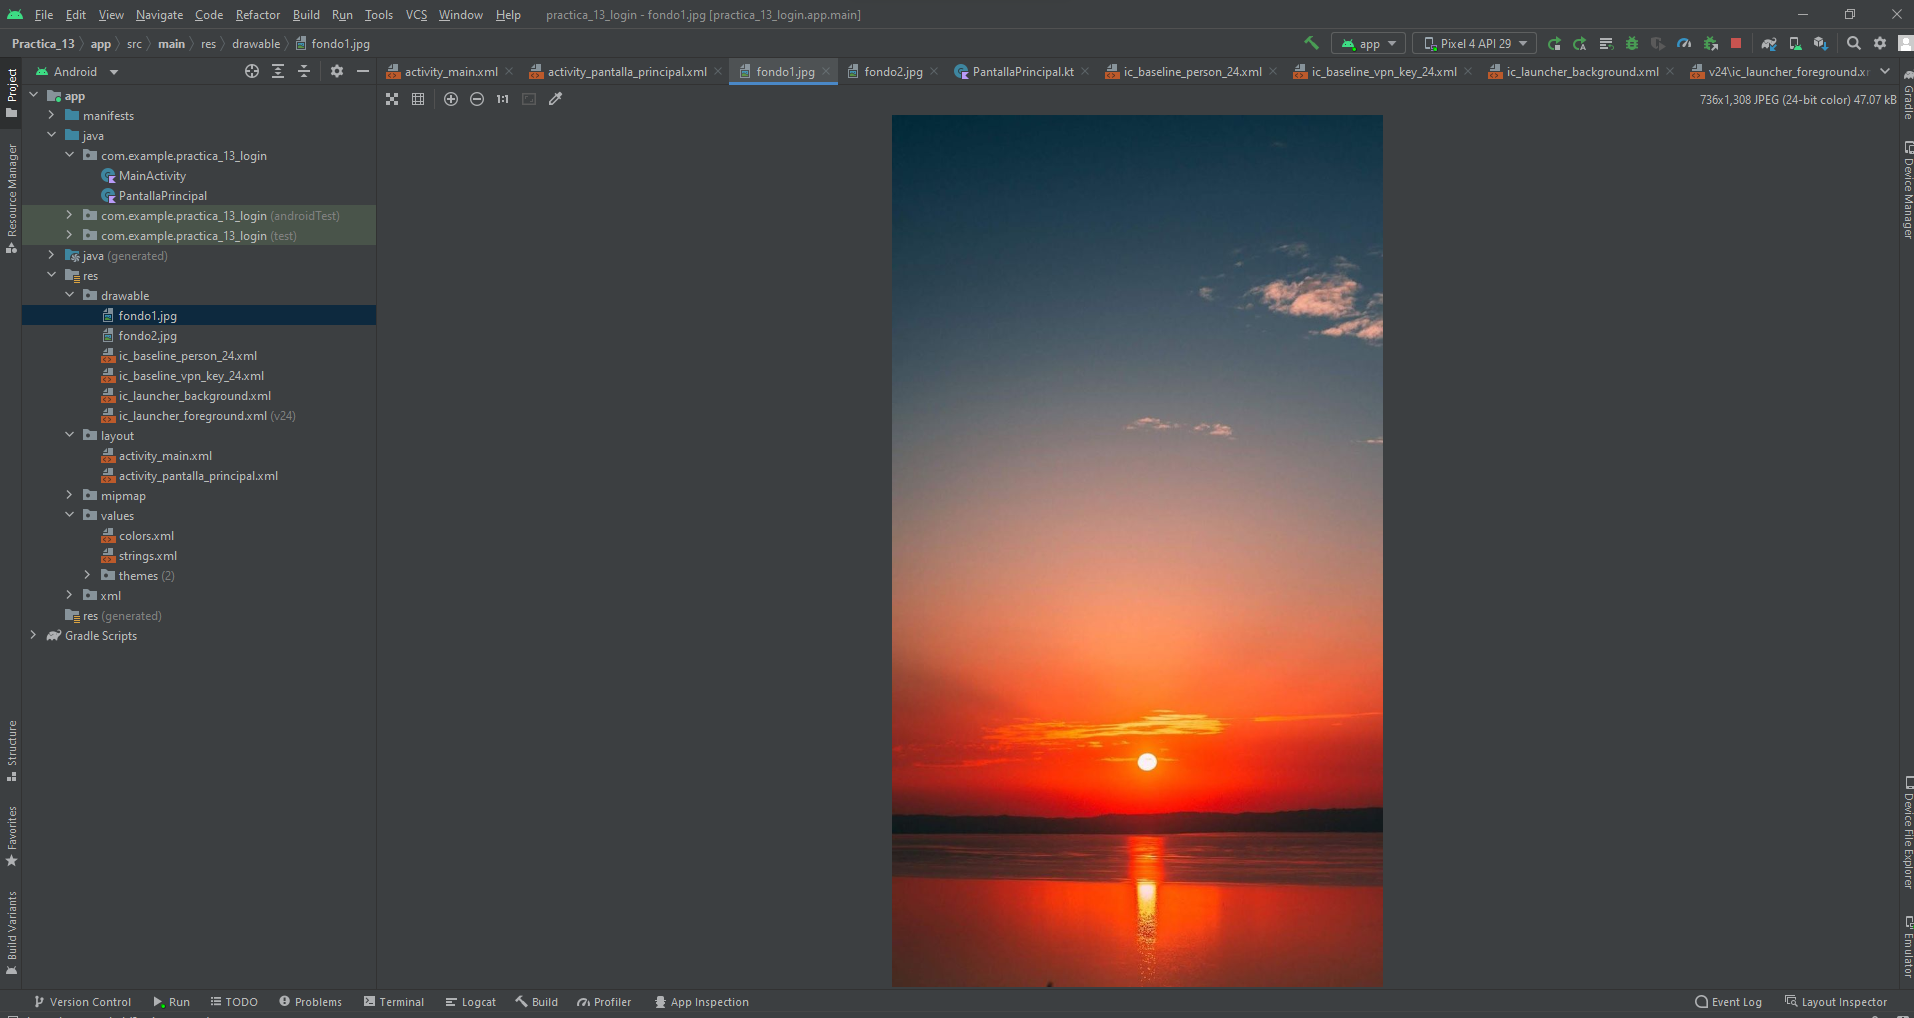 File Edit View Navigate Code Refactor Build Run Tools VCS Window Help practica_13_login - fondo1.jpg [practica_13_login.app.main]
Practica_13 app src main res drawable fondo1.jpg app Pixel 4 API 29
Android activity_main.xml activity_pantalla_principal.xml fondo1.jpg fondo2.jpg PantallaPrincipal.kt ic_baseline_person_24.xml ic_baseline_vpn_key_24.xml ic_launcher_background.xml v24\ic_launcher_foreground.x
1:1 736x1,308 JPEG (24-bit color) 47.07 kB
app
manifests
java
com.example.practica_13_login
MainActivity
PantallaPrincipal
com.example.practica_13_login (androidTest)
com.example.practica_13_login (test)
java (generated)
res
drawable
fondo1.jpg
fondo2.jpg
ic_baseline_person_24.xml
ic_baseline_vpn_key_24.xml
ic_launcher_background.xml
ic_launcher_foreground.xml (v24)
layout
activity_main.xml
activity_pantalla_principal.xml
mipmap
values
colors.xml
strings.xml
themes (2)
xml
res (generated)
Gradle Scripts
Project
Resource Manager
Structure
Favorites
Build Variants
Gradle
Device Manager
Device File Explorer
Emulator
Version Control Run TODO Problems Terminal Logcat Build Profiler App Inspection Event Log Layout Inspector